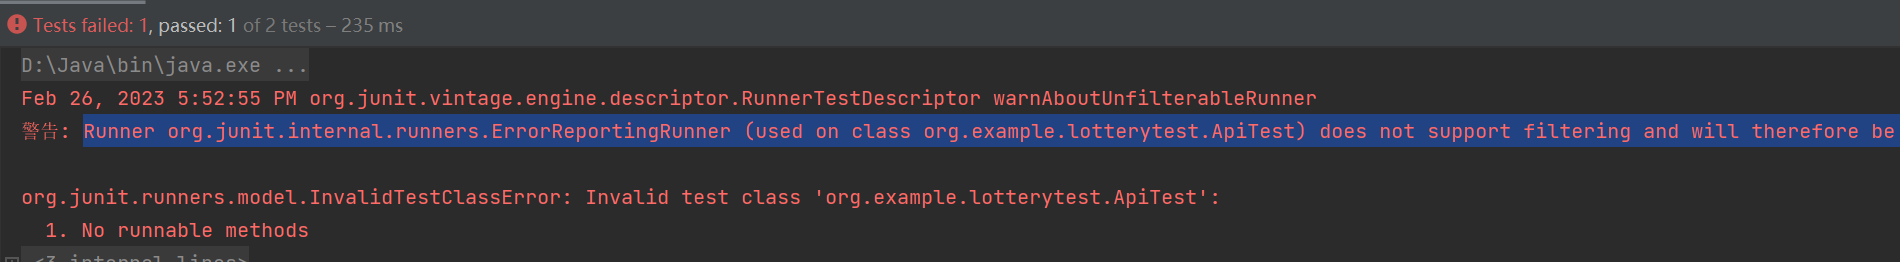 Tests failed: 1, passed: 1 of 2 tests – 235 ms
D:\Java\bin\java.exe ...
Feb 26, 2023 5:52:55 PM org.junit.vintage.engine.descriptor.RunnerTestDescriptor warnAboutUnfilterableRunner
警告: Runner org.junit.internal.runners.ErrorReportingRunner (used on class org.example.lotterytest.ApiTest) does not support filtering and will therefore be
org.junit.runners.model.InvalidTestClassError: Invalid test class 'org.example.lotterytest.ApiTest':
1. No runnable methods
<3 internal lines>